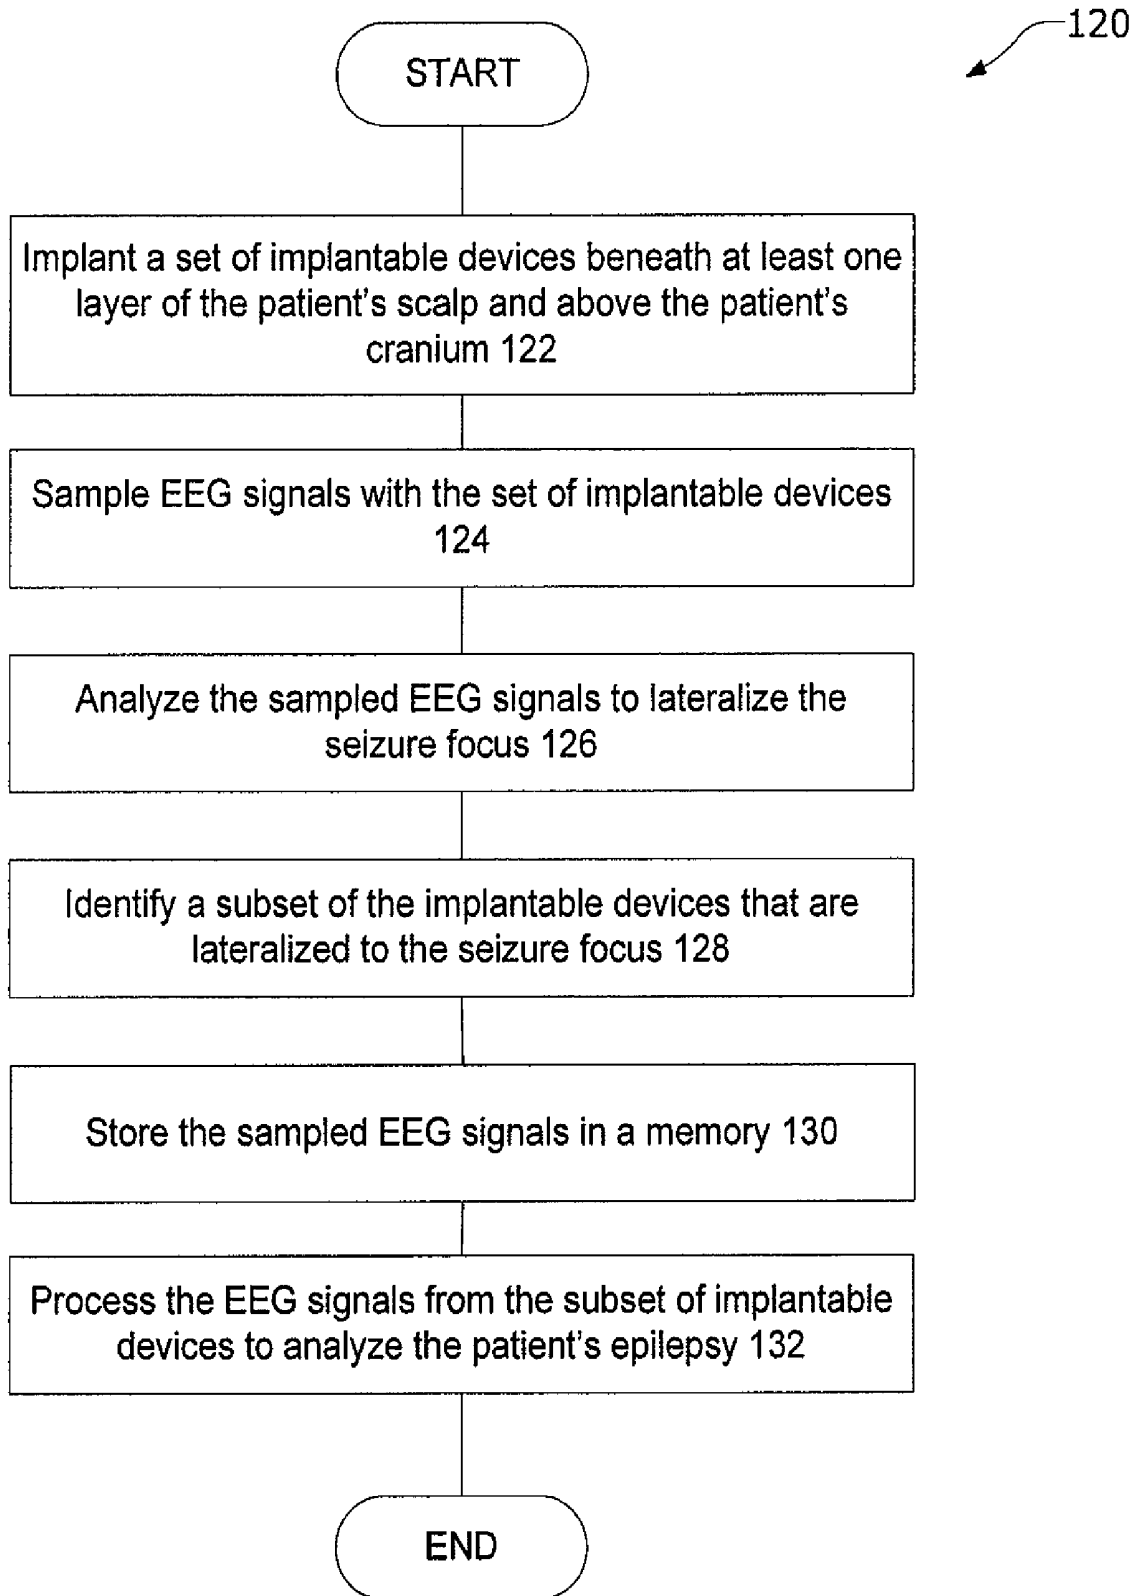 120
START
Implant a set of implantable devices beneath at least one
layer of the patient's scalp and above the patient's
cranium 122
Sample EEG signals with the set of implantable devices
124
Analyze the sampled EEG signals to lateralize the
seizure focus 126
Identify a subset of the implantable devices that are
lateralized to the seizure focus 128
Store the sampled EEG signals in a memory 130
Process the EEG signals from the subset of implantable
devices to analyze the patient's epilepsy 132
END